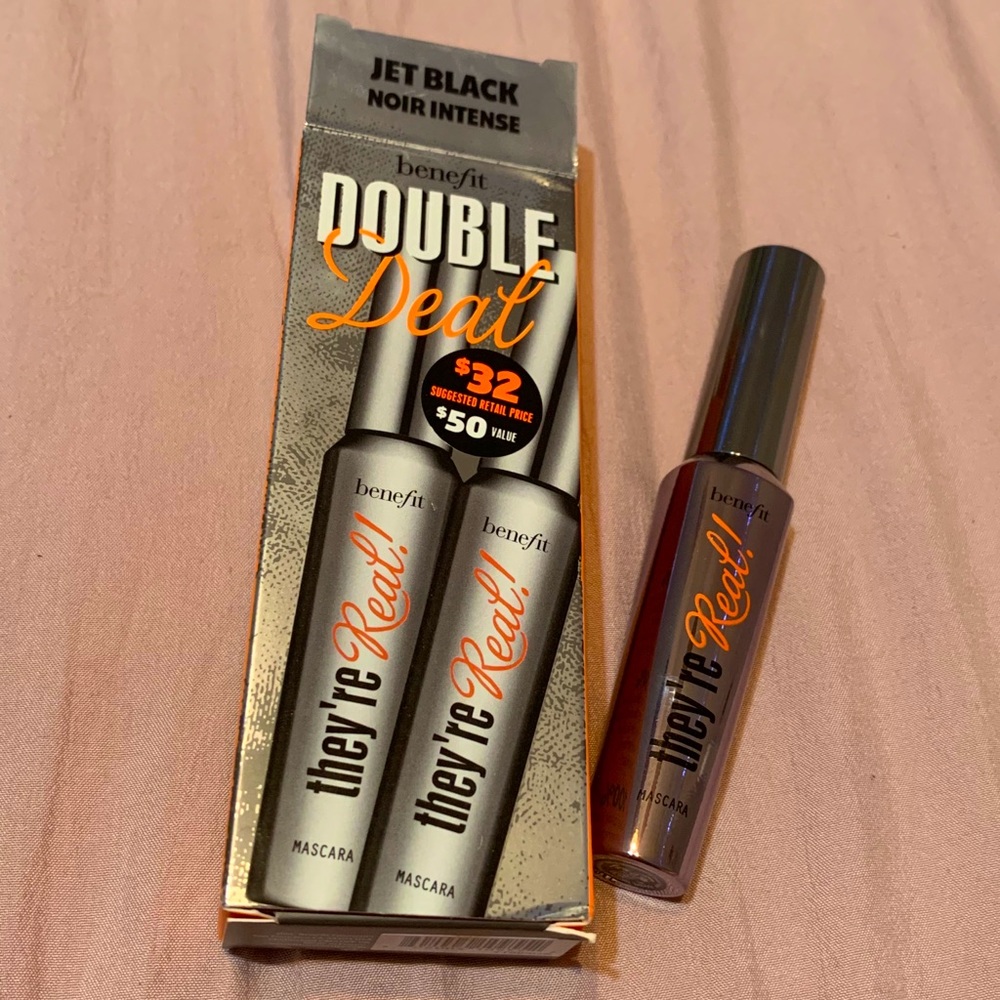 JET BLACK
NOIR INTENSE
benefit
DOUBLE
Deal
$32
SUGGESTED RETAIL PRICE
$50 VALUE
benefit
they're Real!
MASCARA
benefit
they're Real!
MASCARA
benefit
they're Real!
MASCARA